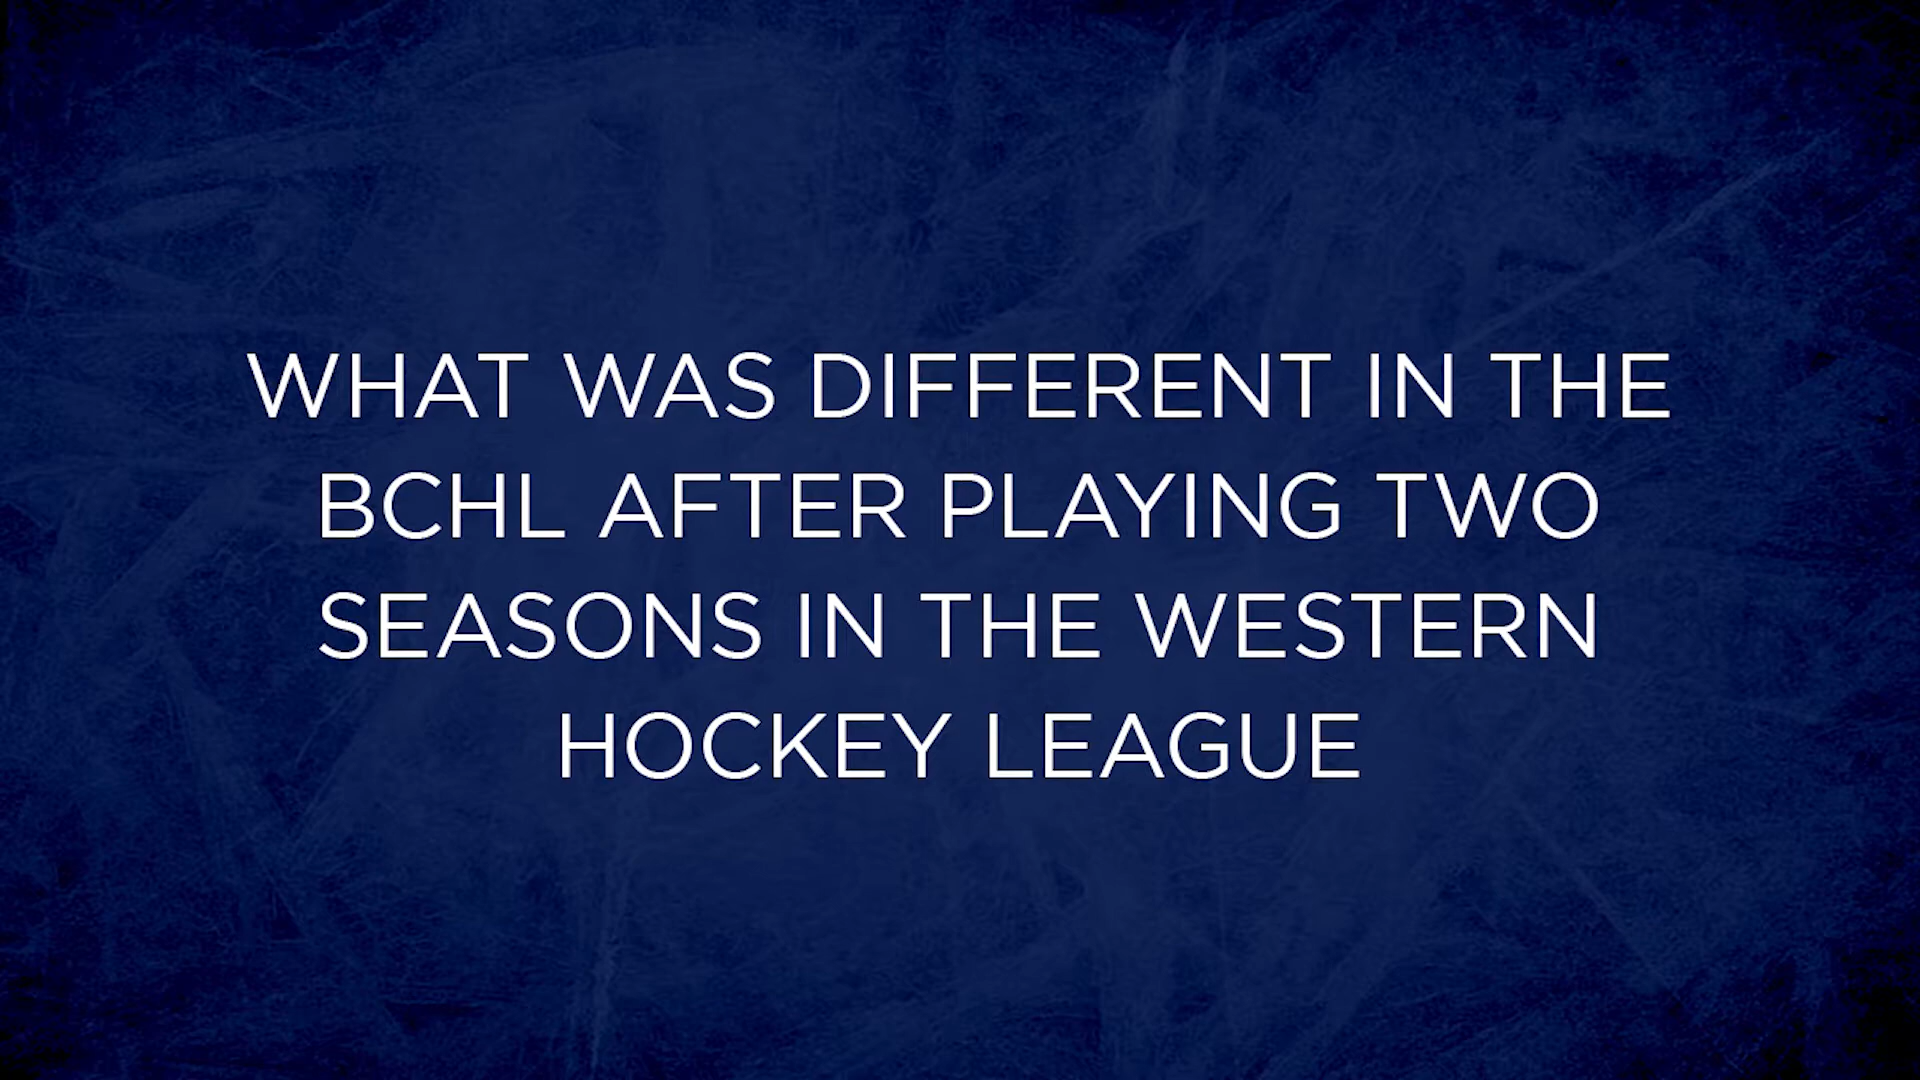 WHAT WAS DIFFERENT IN THE
BCHL AFTER PLAYING TWO
SEASONS IN THE WESTERN
HOCKEY LEAGUE